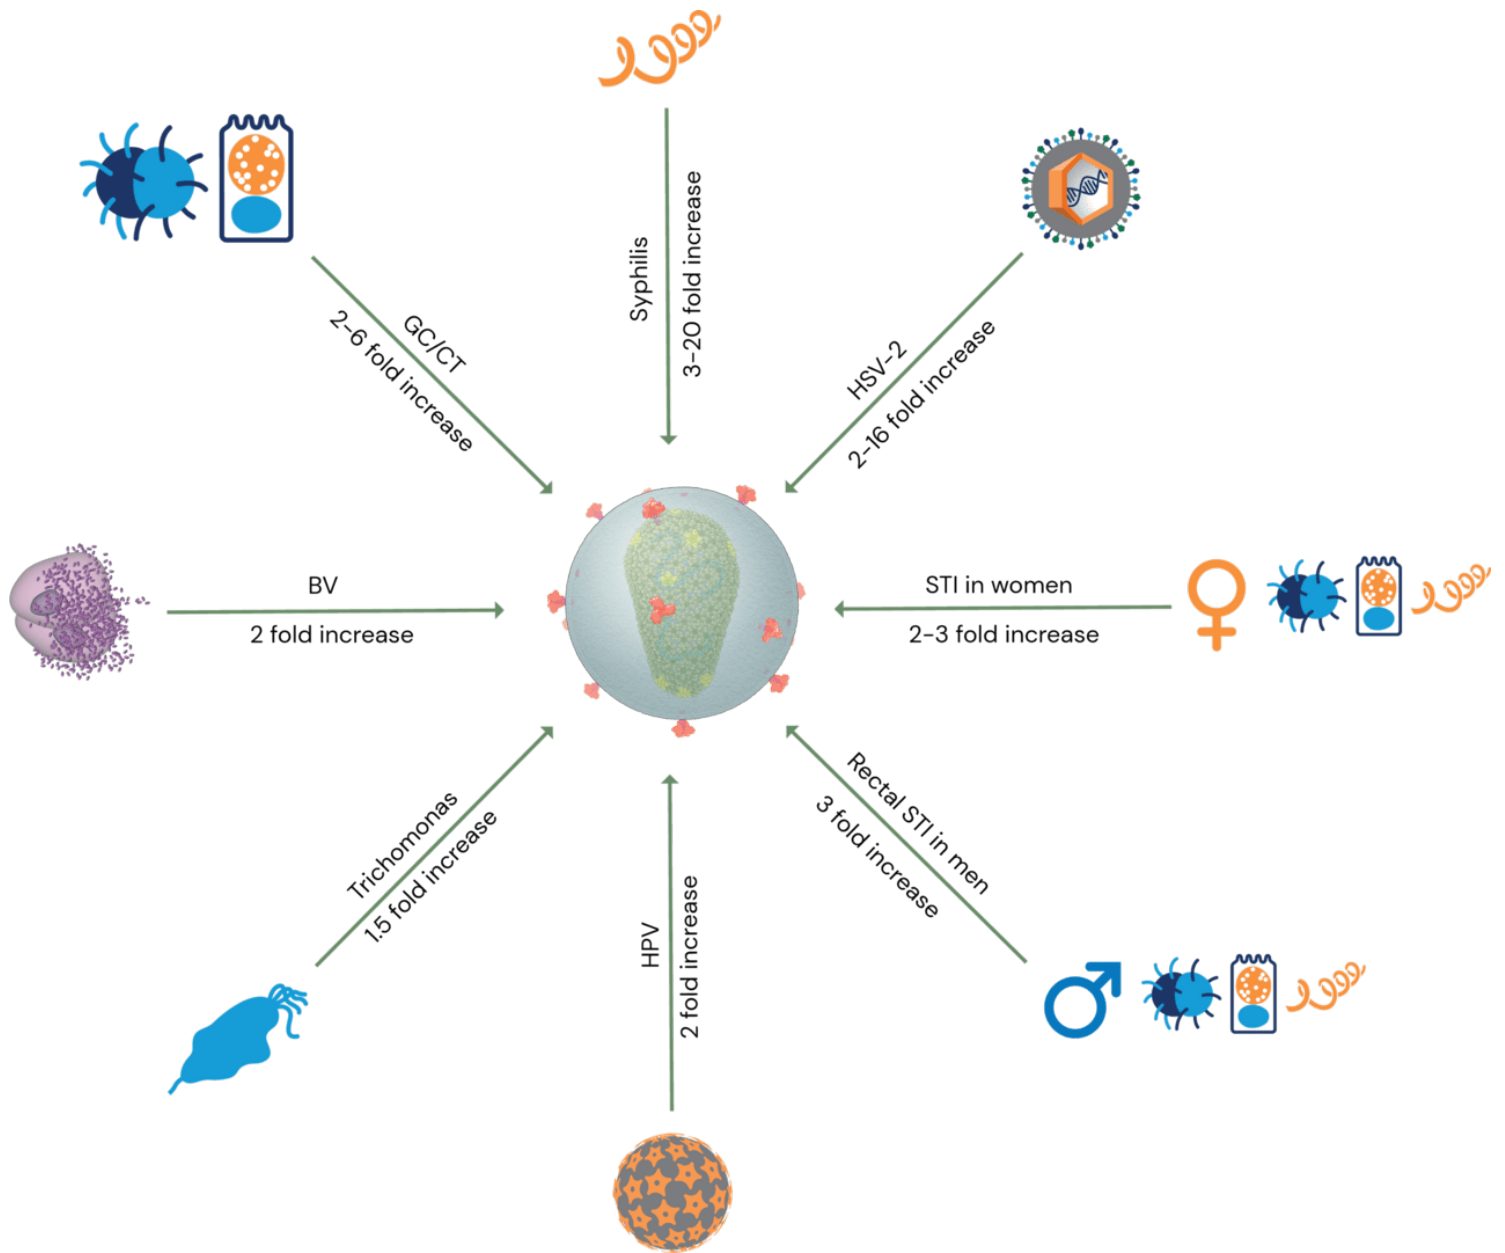 Syphilis
3-20 fold increase
HSV-2
2-16 fold increase
GC/CT
2-6 fold increase
BV
2 fold increase
STI in women
2-3 fold increase
Trichomonas
1.5 fold increase
HPV
2 fold increase
Rectal STI in men
3 fold increase